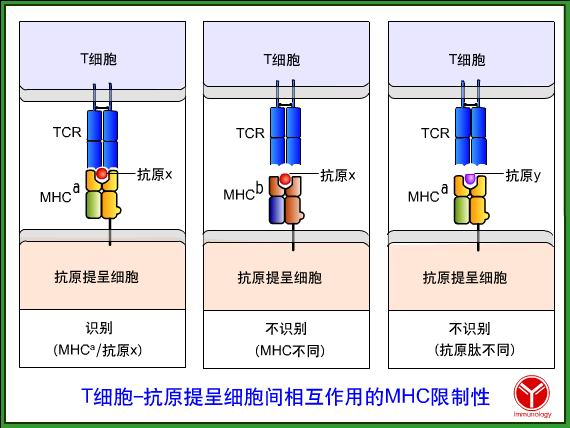 T细胞
TCR
MHCᵃ
抗原x
抗原提呈细胞
识别
(MHCᵃ/抗原x)
T细胞
TCR
MHCᵇ
抗原x
抗原提呈细胞
不识别
(MHC不同)
T细胞
TCR
MHCᵃ
抗原y
抗原提呈细胞
不识别
(抗原肽不同)
T细胞-抗原提呈细胞间相互作用的MHC限制性
Immunology